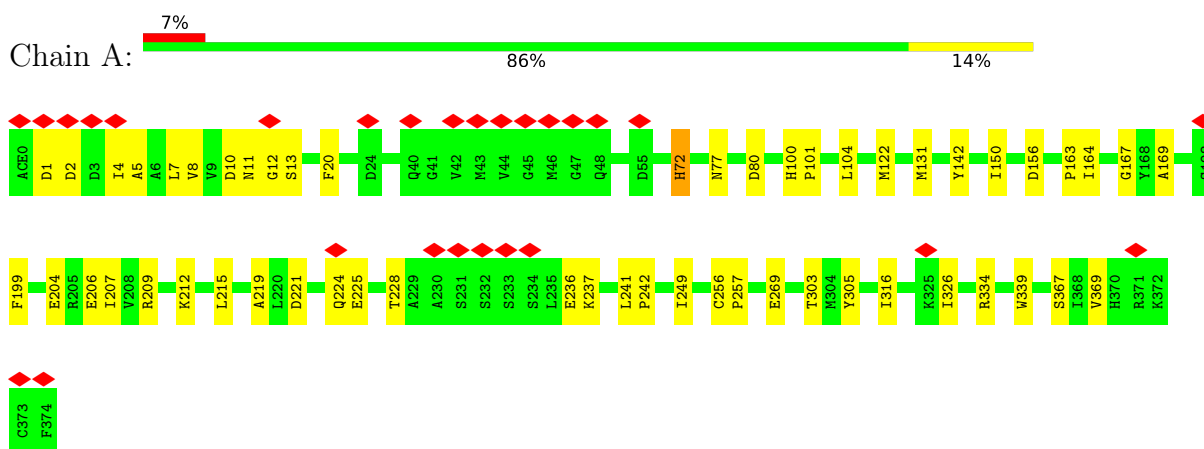 7%
Chain A:
86%
14%
ACE0 D1 D2 D3 I4 A5 A6 L7 V8 V9 D10 N11 G12 S13 F20 D24 Q40 G41 V42 M43 V44 G45 M46 G47 Q48 D55 H72 N77 D80 H100 P101 L104 M122 M131 Y142 I150 D156 P163 I164 G167 Y168 A169
F199 E204 R205 E206 I207 V208 R209 K212 L215 A219 L220 D221 Q224 E225 T228 A229 A230 S231 S232 S233 S234 L235 E236 K237 L241 P242 I249 C256 P257 E269 T303 M304 Y305 I316 K325 I326 R334 W339 S367 I368 V369 H370 R371 K372
C373 F374